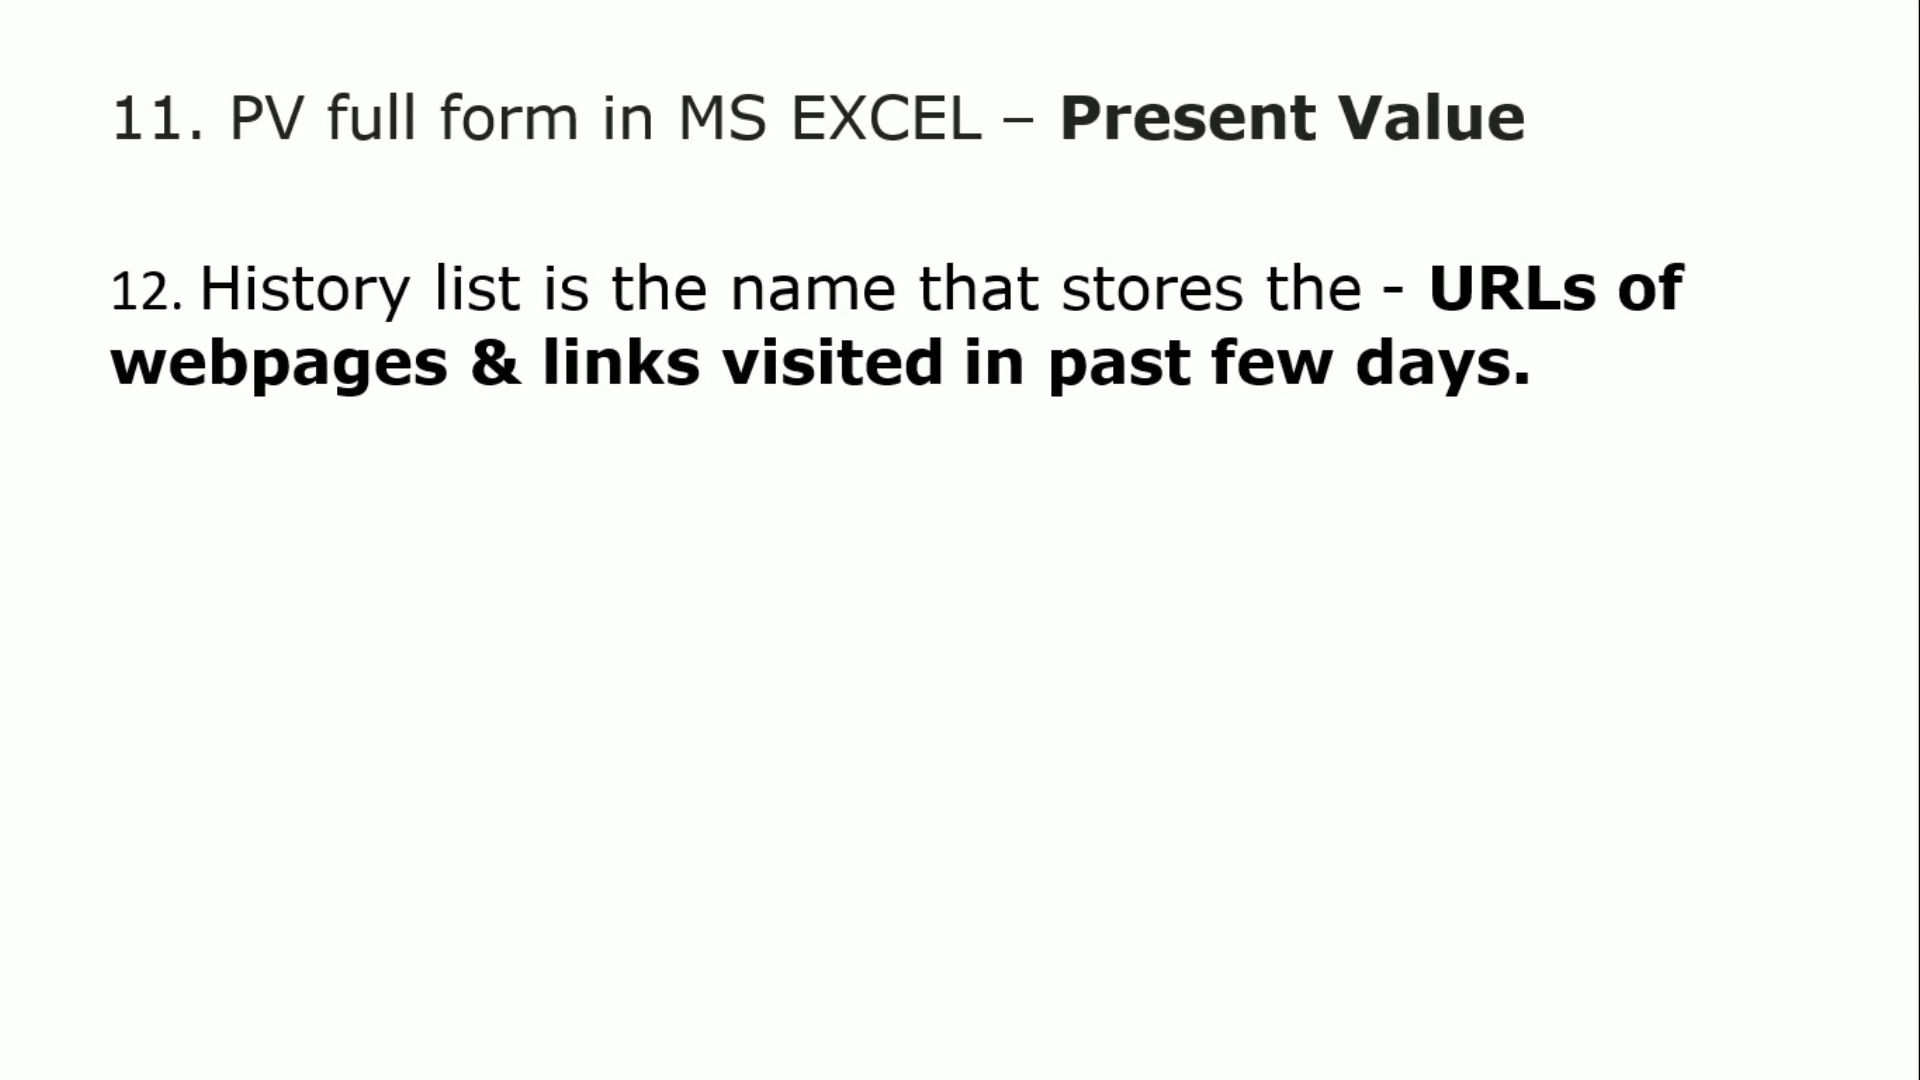 11. PV full form in MS EXCEL – Present Value
12. History list is the name that stores the - URLs of
webpages & links visited in past few days.